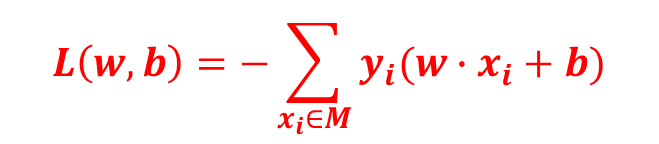 L(w, b) = − ∑_{x_i∈M} y_i(w · x_i + b)